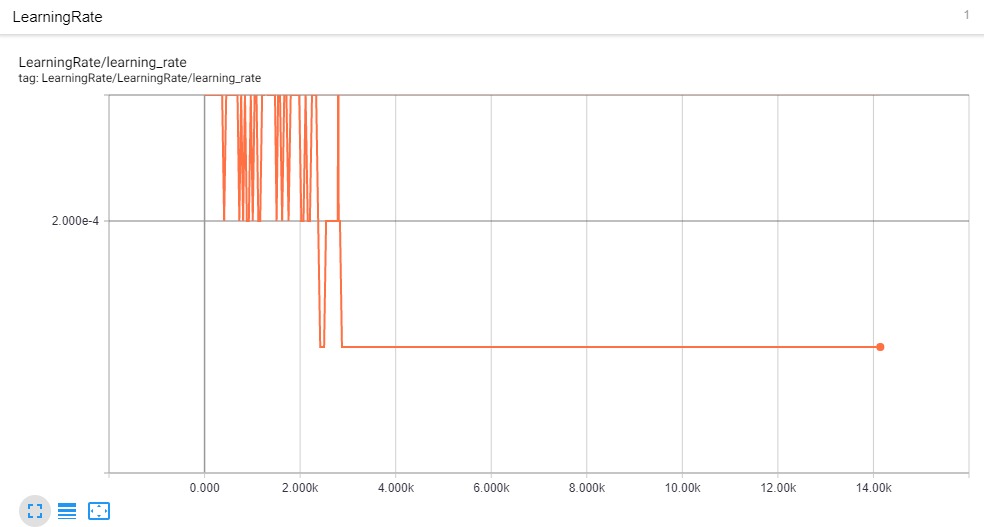 LearningRate 1
LearningRate/learning_rate
tag: LearningRate/LearningRate/learning_rate
2.000e-4
0.000 2.000k 4.000k 6.000k 8.000k 10.00k 12.00k 14.00k